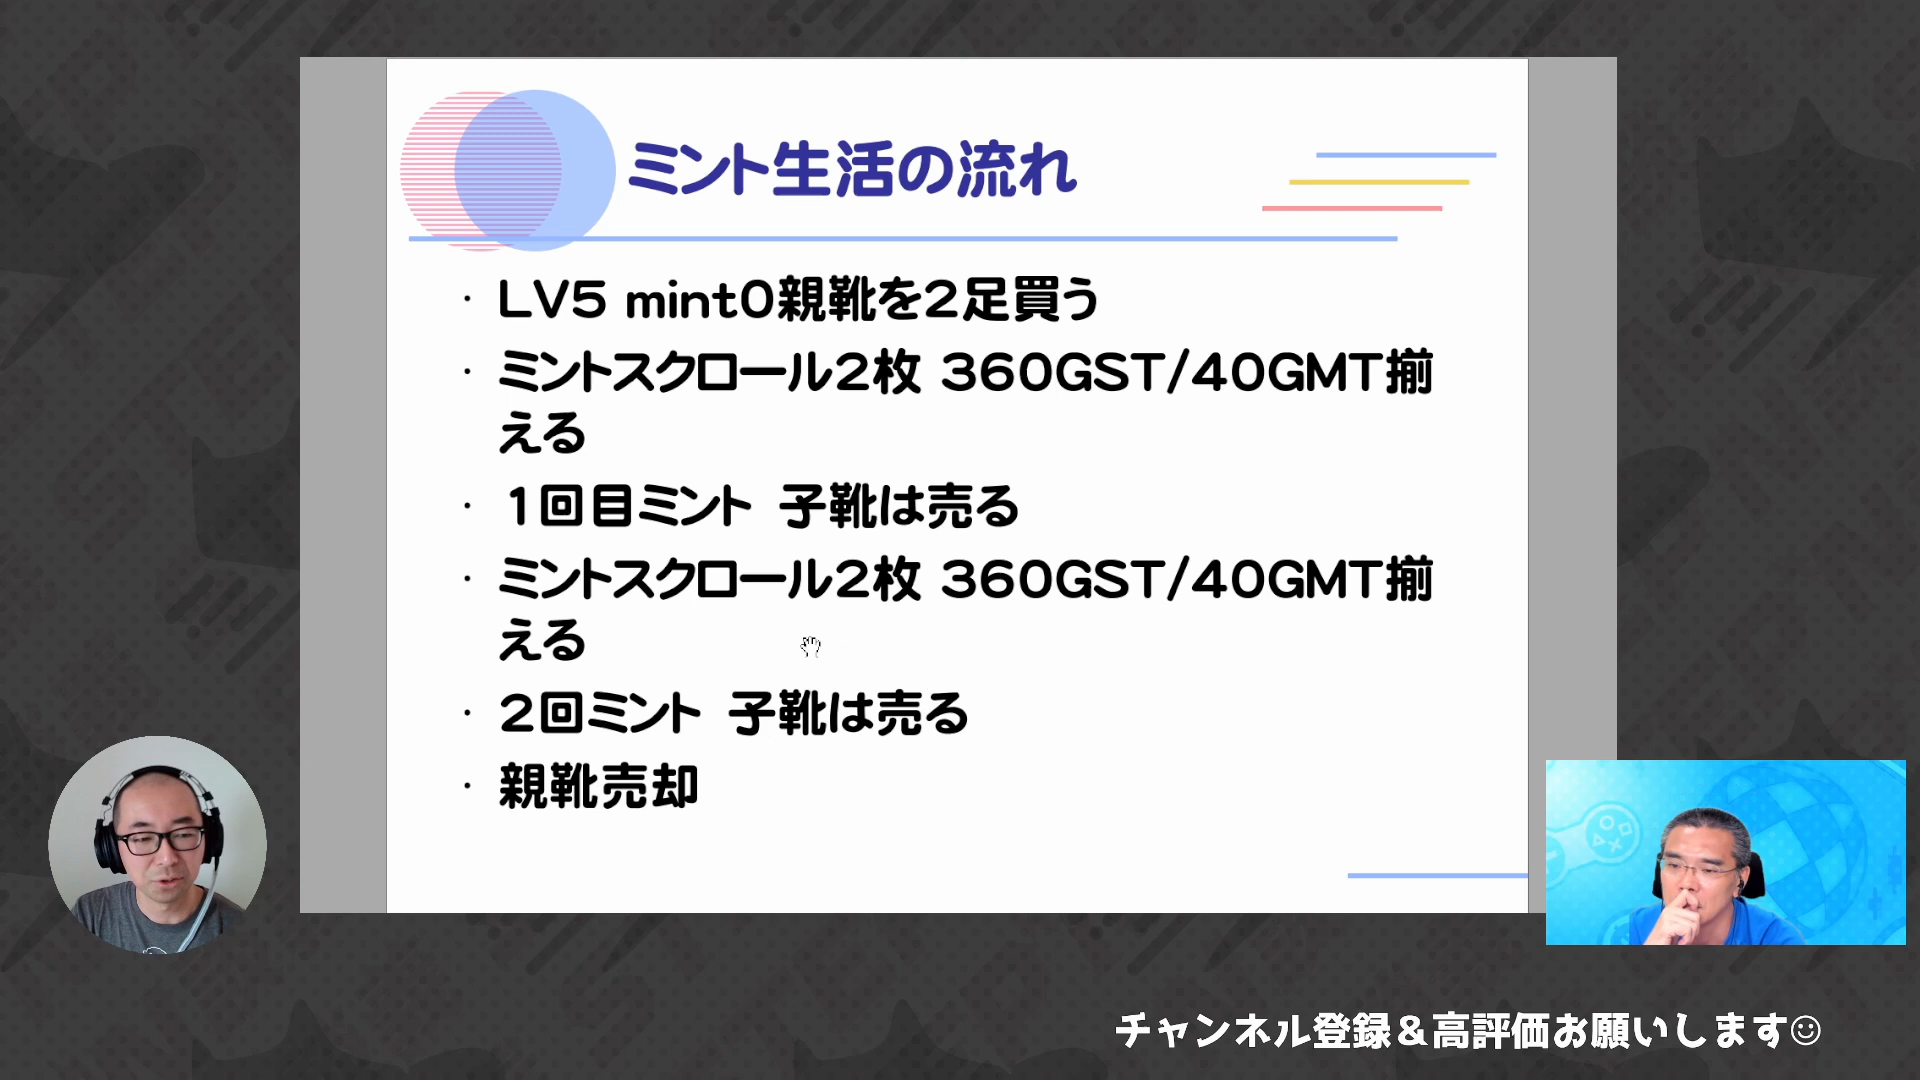 ミント生活の流れ
・ LV5 mint0親靴を2足買う
・ ミントスクロール2枚 360GST/40GMT揃
える
・ 1回目ミント 子靴は売る
・ ミントスクロール2枚 360GST/40GMT揃
える
・ 2回ミント 子靴は売る
・ 親靴売却
チャンネル登録＆高評価お願いします☺